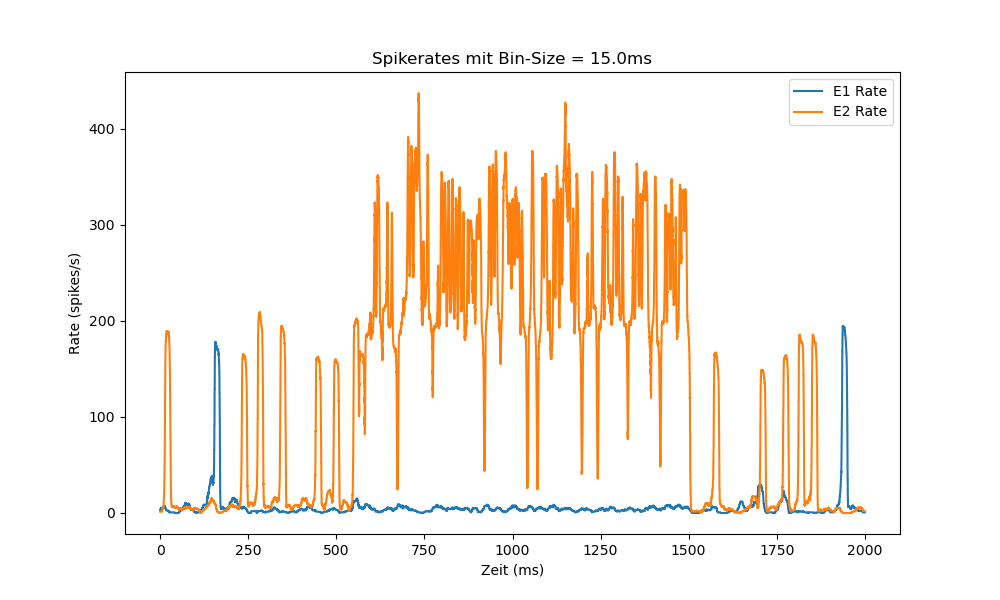 Spikerates mit Bin-Size = 15.0ms
E1 Rate
E2 Rate
400
300
200
100
0
Rate (spikes/s)
0 250 500 750 1000 1250 1500 1750 2000
Zeit (ms)